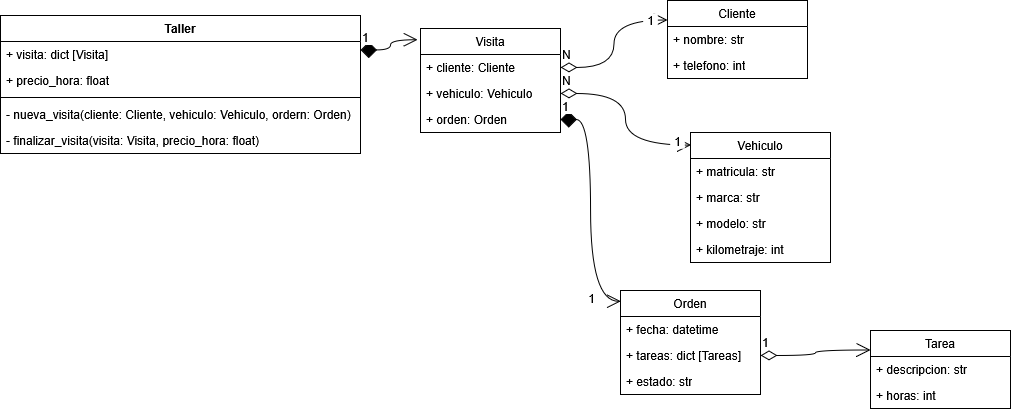 Taller
+ visita: dict [Visita]
+ precio_hora: float
- nueva_visita(cliente: Cliente, vehiculo: Vehiculo, ordern: Orden)
- finalizar_visita(visita: Visita, precio_hora: float)
1
Visita
+ cliente: Cliente
+ vehiculo: Vehiculo
+ orden: Orden
N
N
1
1
Cliente
+ nombre: str
+ telefono: int
1
Vehiculo
+ matricula: str
+ marca: str
+ modelo: str
+ kilometraje: int
1
Orden
+ fecha: datetime
+ tareas: dict [Tareas]
+ estado: str
1
Tarea
+ descripcion: str
+ horas: int